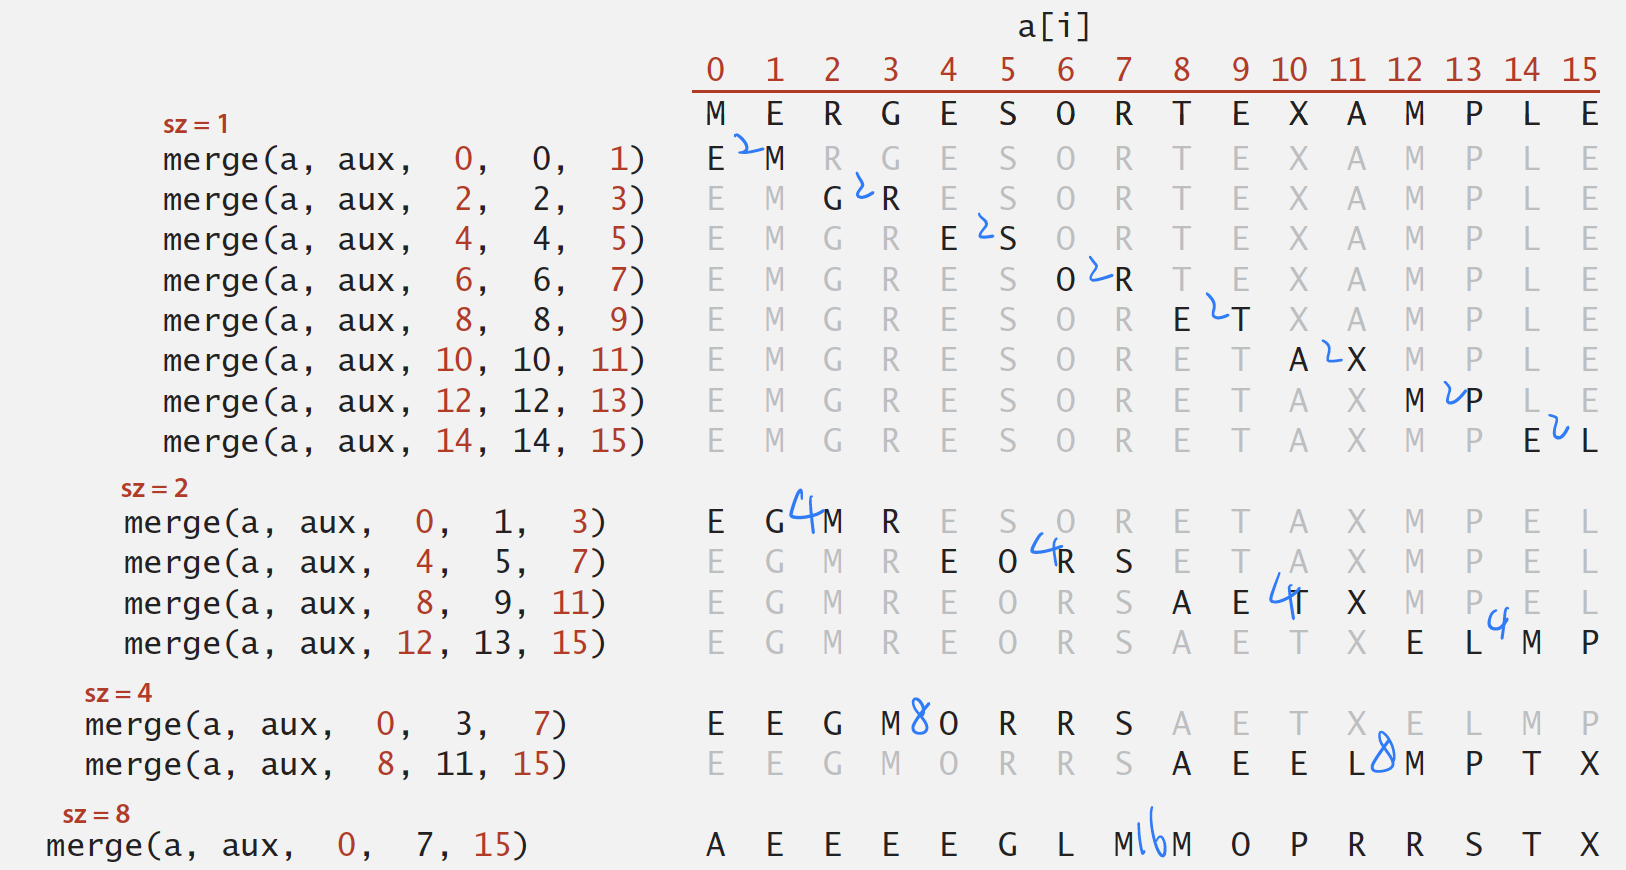 a[i]
0 1 2 3 4 5 6 7 8 9 10 11 12 13 14 15
M E R G E S O R T E X A M P L E
sz = 1
merge(a, aux, 0, 0, 1) E 2 M R G E S O R T E X A M P L E
merge(a, aux, 2, 2, 3) E M G 2 R E S O R T E X A M P L E
merge(a, aux, 4, 4, 5) E M G R E 2 S O R T E X A M P L E
merge(a, aux, 6, 6, 7) E M G R E S O 2 R T E X A M P L E
merge(a, aux, 8, 8, 9) E M G R E S O R E 2 T X A M P L E
merge(a, aux, 10, 10, 11) E M G R E S O R E T A 2 X M P L E
merge(a, aux, 12, 12, 13) E M G R E S O R E T A X M 2 P L E
merge(a, aux, 14, 14, 15) E M G R E S O R E T A X M P E 2 L
sz = 2
merge(a, aux, 0, 1, 3) E G 4 M R E S O R E T A X M P E L
merge(a, aux, 4, 5, 7) E G M R E O 4 R S E T A X M P E L
merge(a, aux, 8, 9, 11) E G M R E O R S A E 4 T X M P E L
merge(a, aux, 12, 13, 15) E G M R E O R S A E T X E L 4 M P
sz = 4
merge(a, aux, 0, 3, 7) E E G M 8 O R R S A E T X E L M P
merge(a, aux, 8, 11, 15) E E G M O R R S A E E L 8 M P T X
sz = 8
merge(a, aux, 0, 7, 15) A E E E E G L M 16 M O P R R S T X